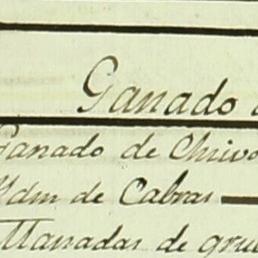 Ganado
Ganado de Chivo
Ydm de Cabras
Manadas de